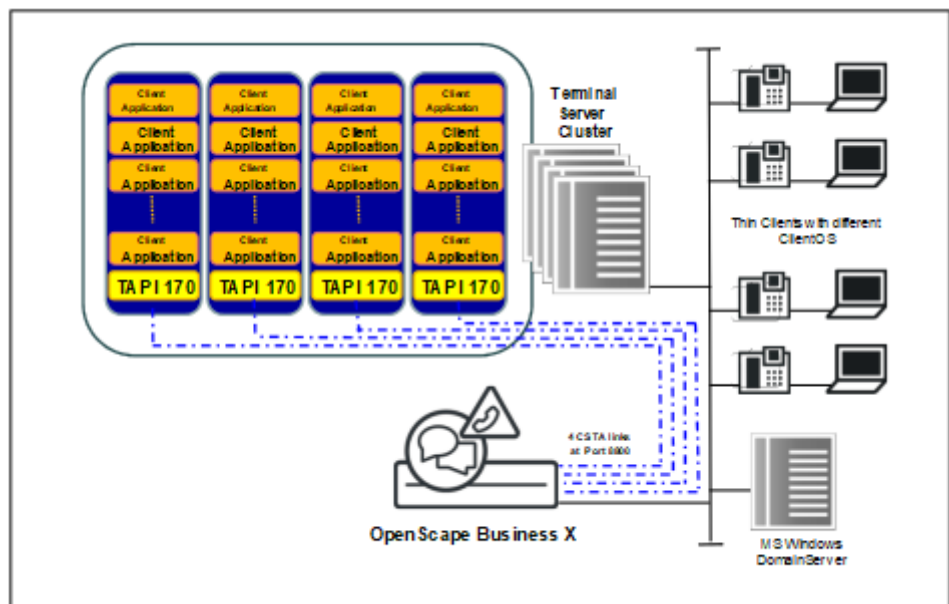 Client
Application
Client
Application
Client
Application
Client
Application
TAPI 170
Client
Application
Client
Application
Client
Application
Client
Application
TAPI 170
Client
Application
Client
Application
Client
Application
Client
Application
TAPI 170
Client
Application
Client
Application
Client
Application
Client
Application
TAPI 170
Terminal
Server
Cluster
Thin Clients with different
ClientOS
4 CSTA links
at Port 8800
OpenScape Business X
MS Windows
DomainServer